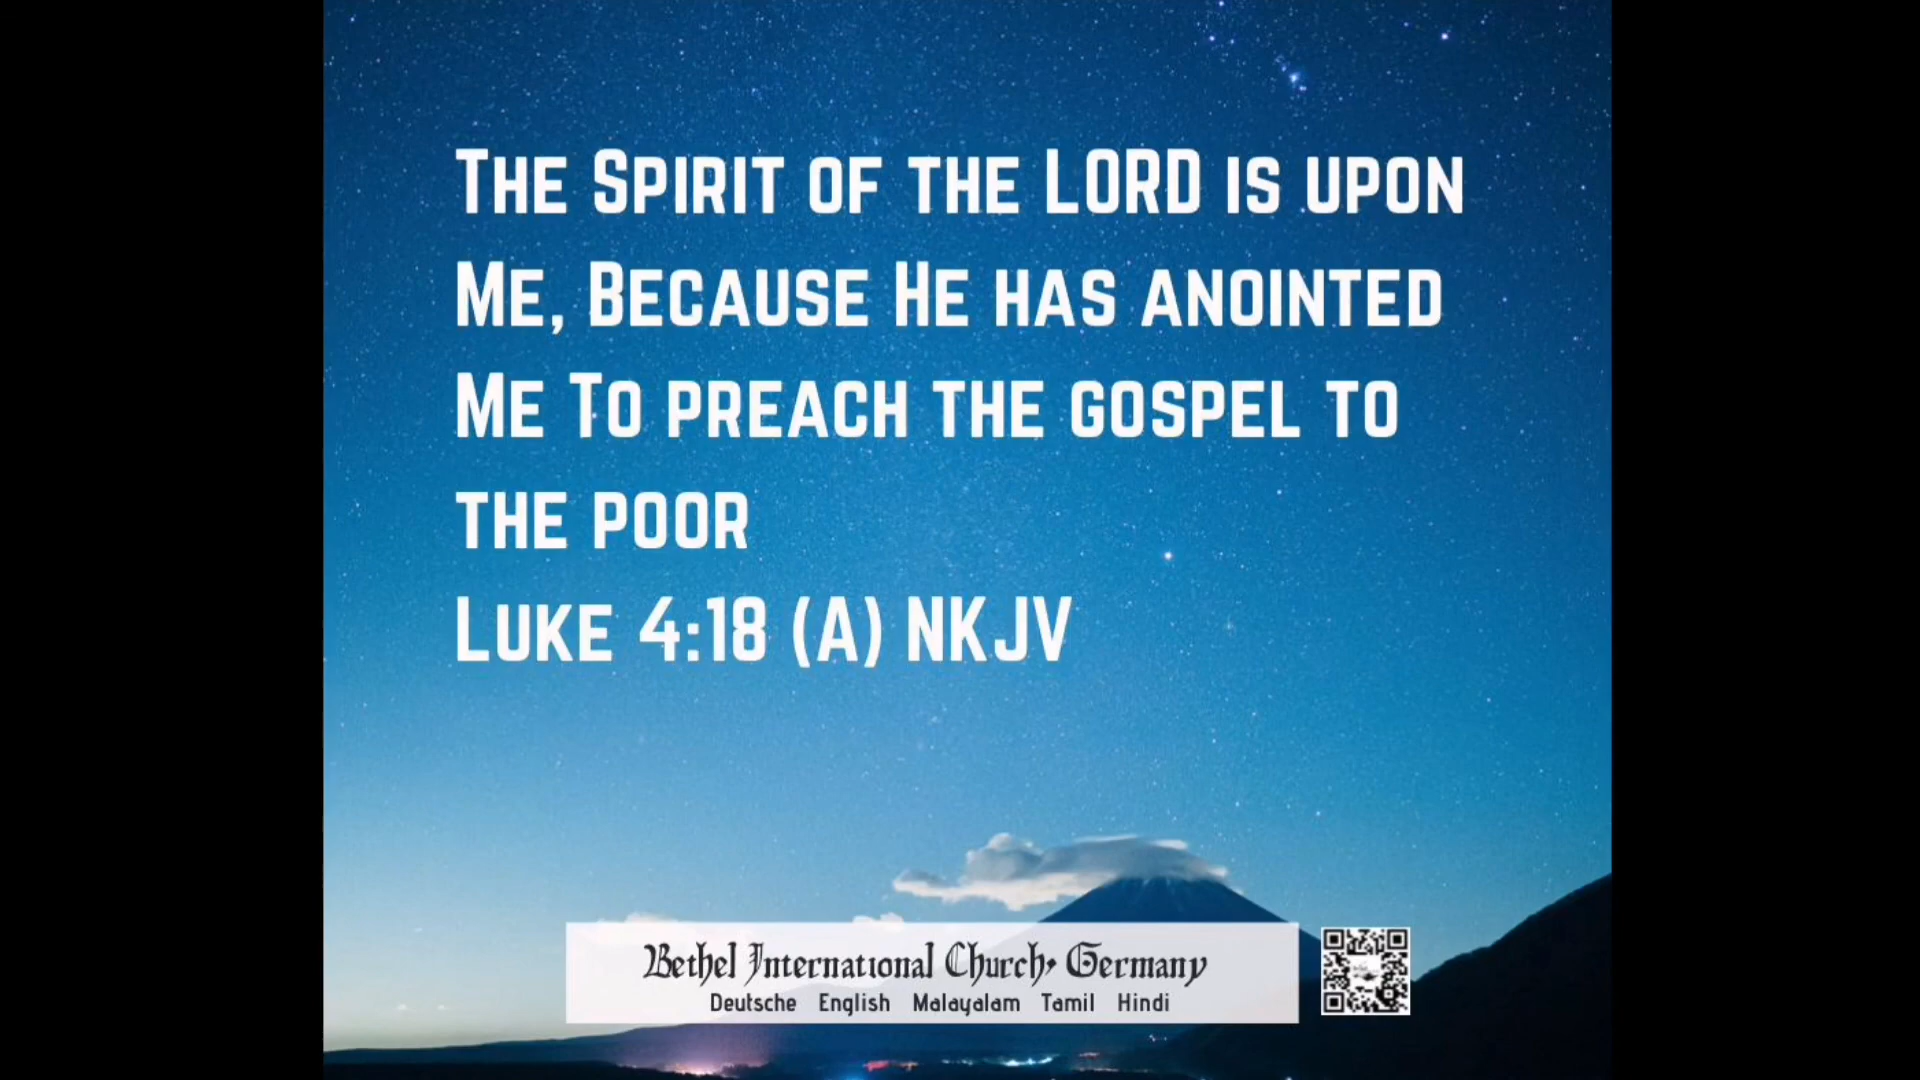 The Spirit of the LORD is upon
Me, Because He has anointed
Me To preach the gospel to
the poor
Luke 4:18 (A) NKJV
Bethel International Church, Germany
Deutsche English Malayalam Tamil Hindi